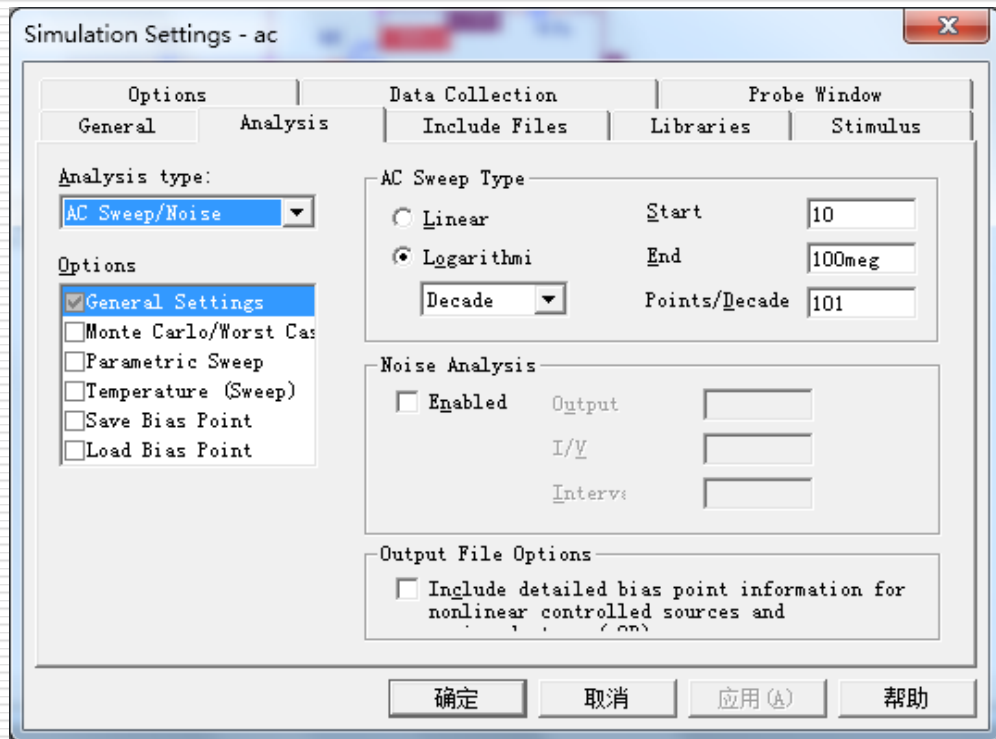 Simulation Settings - ac
Options
Data Collection
Probe Window
General
Analysis
Include Files
Libraries
Stimulus
Analysis type:
AC Sweep/Noise
Options
General Settings
Monte Carlo/Worst Cas
Parametric Sweep
Temperature (Sweep)
Save Bias Point
Load Bias Point
AC Sweep Type
Linear
Logarithmi
Decade
Start
10
End
100meg
Points/Decade
101
Noise Analysis
Enabled
Output
I/V
Interva
Output File Options
Include detailed bias point information for
nonlinear controlled sources and
确定
取消
应用(A)
帮助